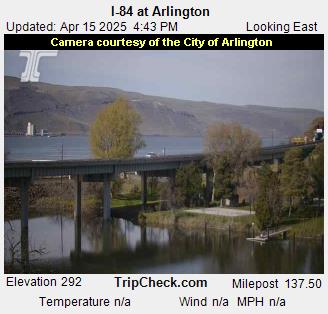 I-84 at Arlington
Updated: Apr 15 2025 4:43 PM Looking East
Camera courtesy of the City of Arlington
Elevation 292 TripCheck.com Milepost 137.50
Temperature n/a Wind n/a MPH n/a